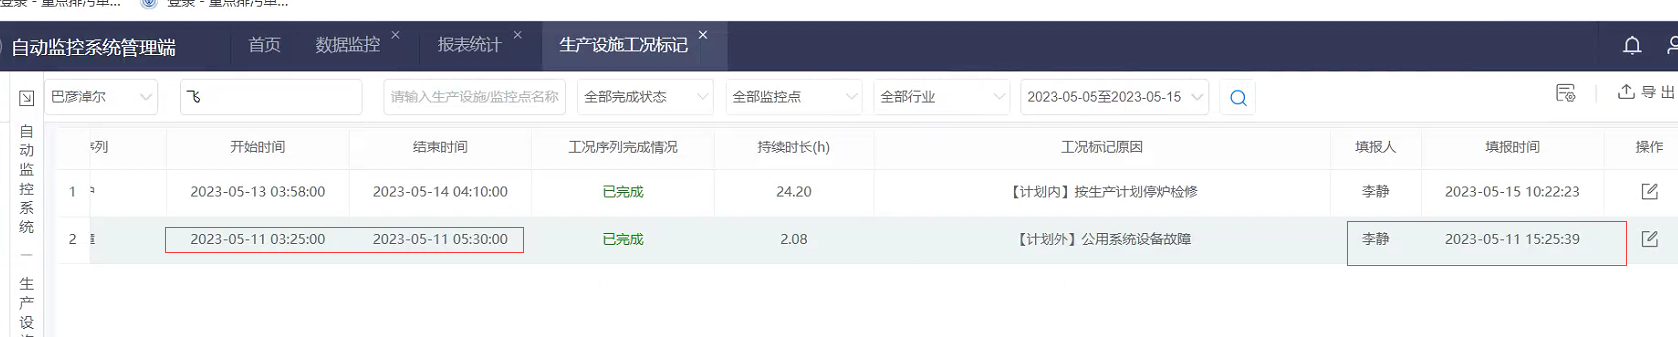 登录 - 重点排污单... 登录 - 重点排污单...
自动监控系统管理端 首页 数据监控 报表统计 生产设施工况标记
巴彦淖尔 飞 请输入生产设施/监控点名称 全部完成状态 全部监控点 全部行业 2023-05-05至2023-05-15 导出
自动监控系统
生产设
序列 开始时间 结束时间 工况序列完成情况 持续时长(h) 工况标记原因 填报人 填报时间 操作
1 2023-05-13 03:58:00 2023-05-14 04:10:00 已完成 24.20 【计划内】按生产计划停炉检修 李静 2023-05-15 10:22:23
2 2023-05-11 03:25:00 2023-05-11 05:30:00 已完成 2.08 【计划外】公用系统设备故障 李静 2023-05-11 15:25:39